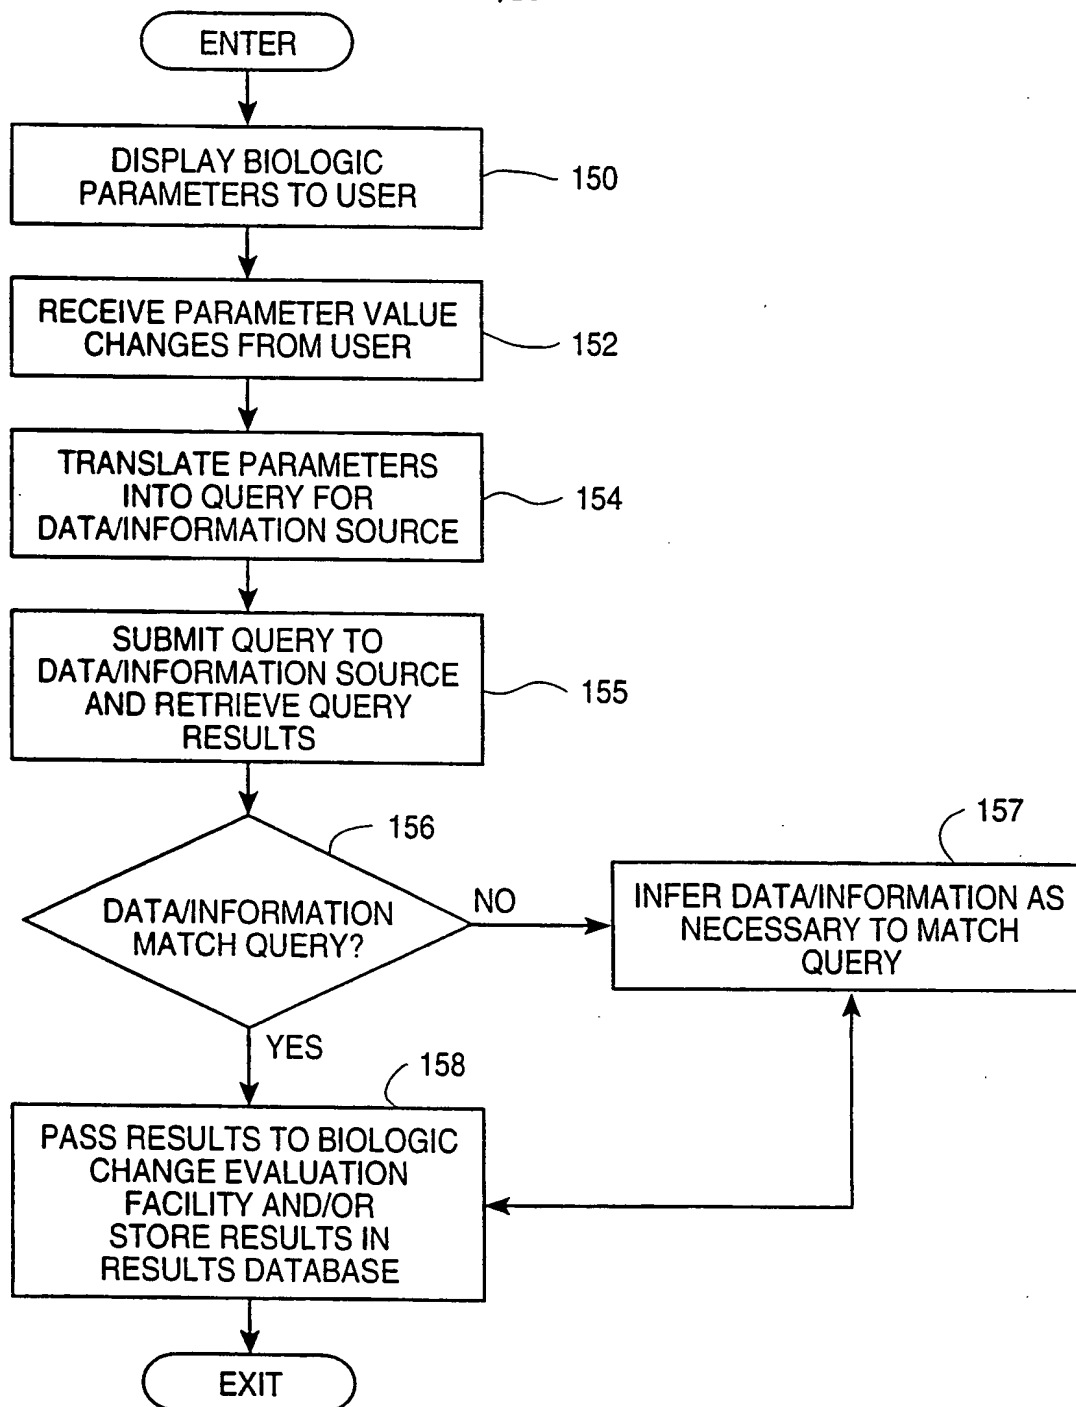 ENTER
DISPLAY BIOLOGIC
PARAMETERS TO USER
150
RECEIVE PARAMETER VALUE
CHANGES FROM USER
152
TRANSLATE PARAMETERS
INTO QUERY FOR
DATA/INFORMATION SOURCE
154
SUBMIT QUERY TO
DATA/INFORMATION SOURCE
AND RETRIEVE QUERY
RESULTS
155
156
DATA/INFORMATION
MATCH QUERY?
NO
157
INFER DATA/INFORMATION AS
NECESSARY TO MATCH
QUERY
YES
158
PASS RESULTS TO BIOLOGIC
CHANGE EVALUATION
FACILITY AND/OR
STORE RESULTS IN
RESULTS DATABASE
EXIT